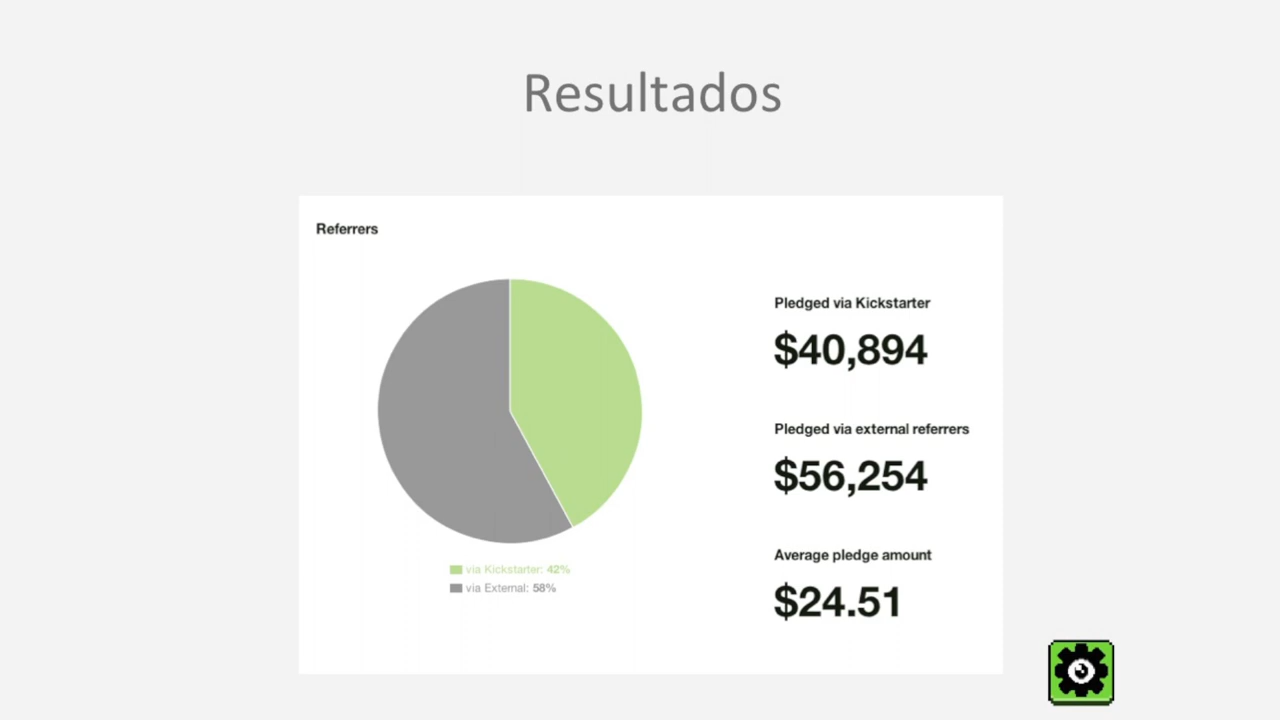 Resultados
Referrers
Pledged via Kickstarter
$40,894
Pledged via external referrers
$56,254
Average pledge amount
$24.51
via Kickstarter: 42%
via External: 58%